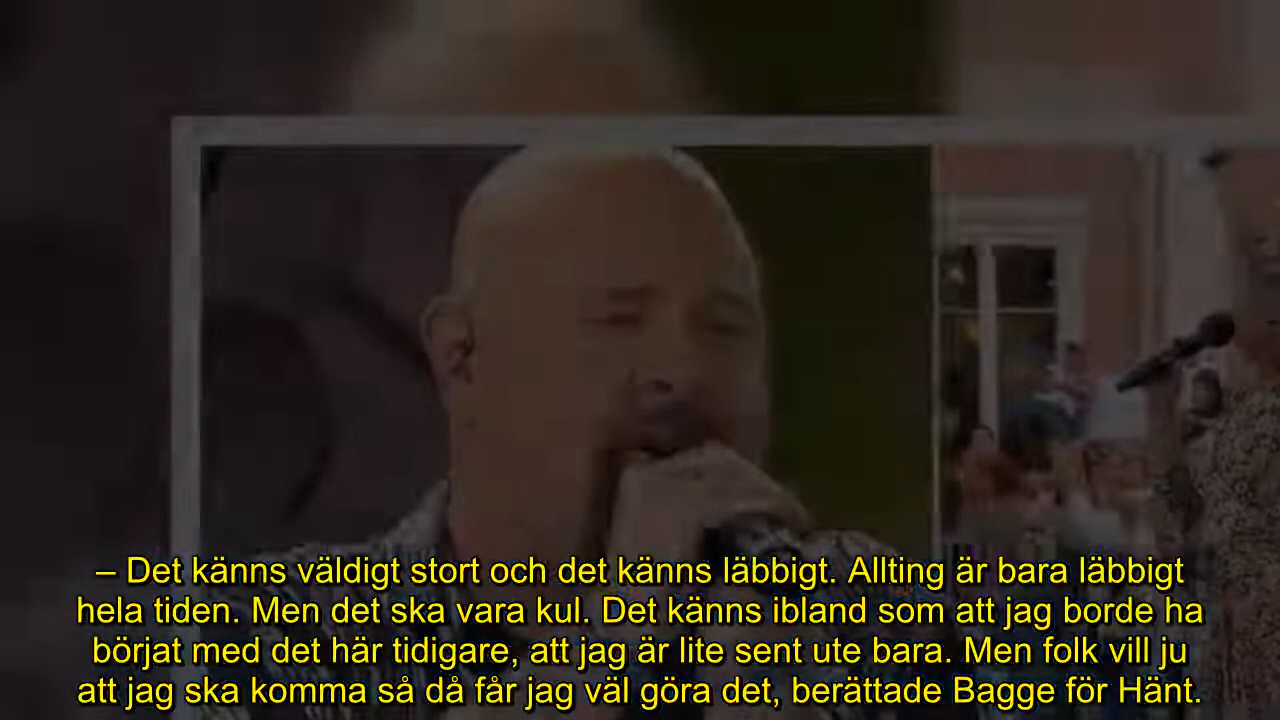 – Det känns väldigt stort och det känns läbbigt. Allting är bara läbbigt
hela tiden. Men det ska vara kul. Det känns ibland som att jag borde ha
börjat med det här tidigare, att jag är lite sent ute bara. Men folk vill ju
att jag ska komma så då får jag väl göra det, berättade Bagge för Hänt.